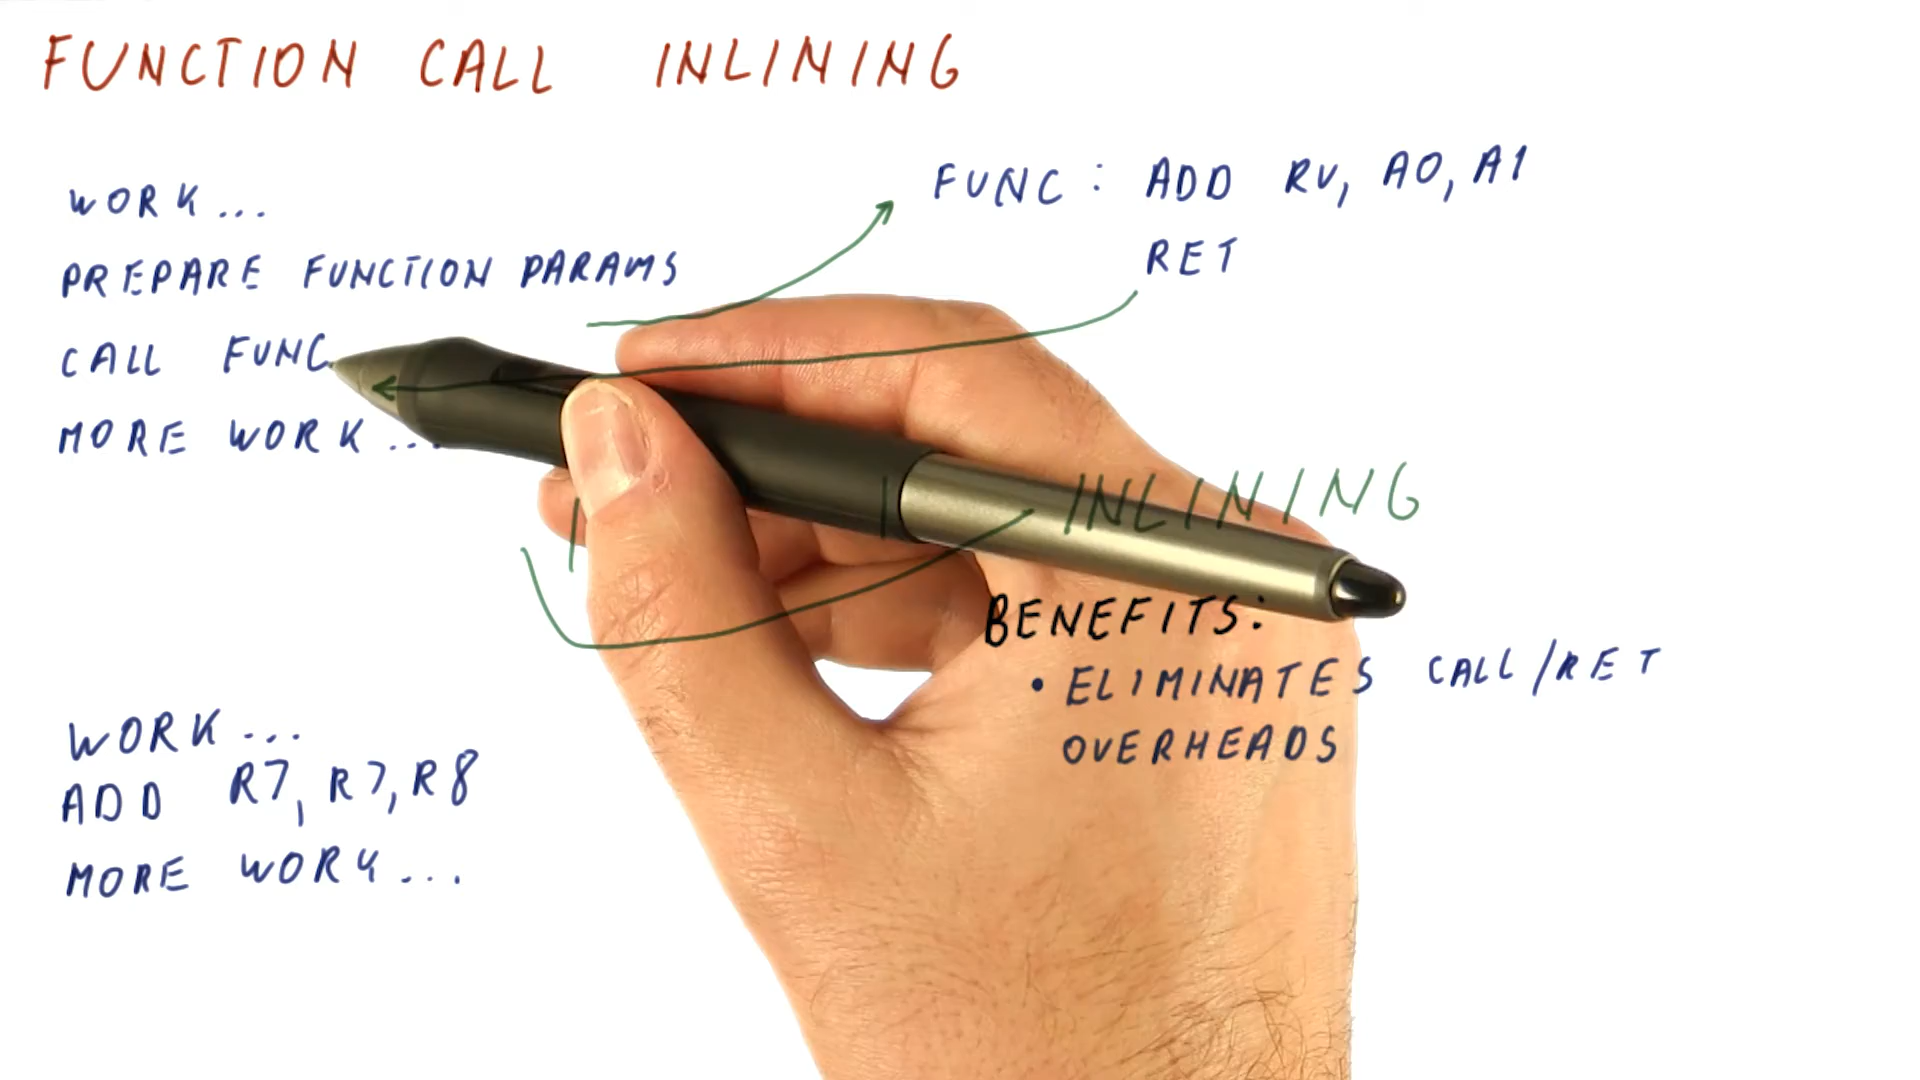 FUNCTION CALL INLINING
WORK...
PREPARE FUNCTION PARAMS
CALL FUNC
MORE WORK...
FUNC: ADD RV, A0, A1
RET
INLINING
BENEFITS:
• ELIMINATES CALL/RET
OVERHEADS
WORK...
ADD R7, R7, R8
MORE WORK...